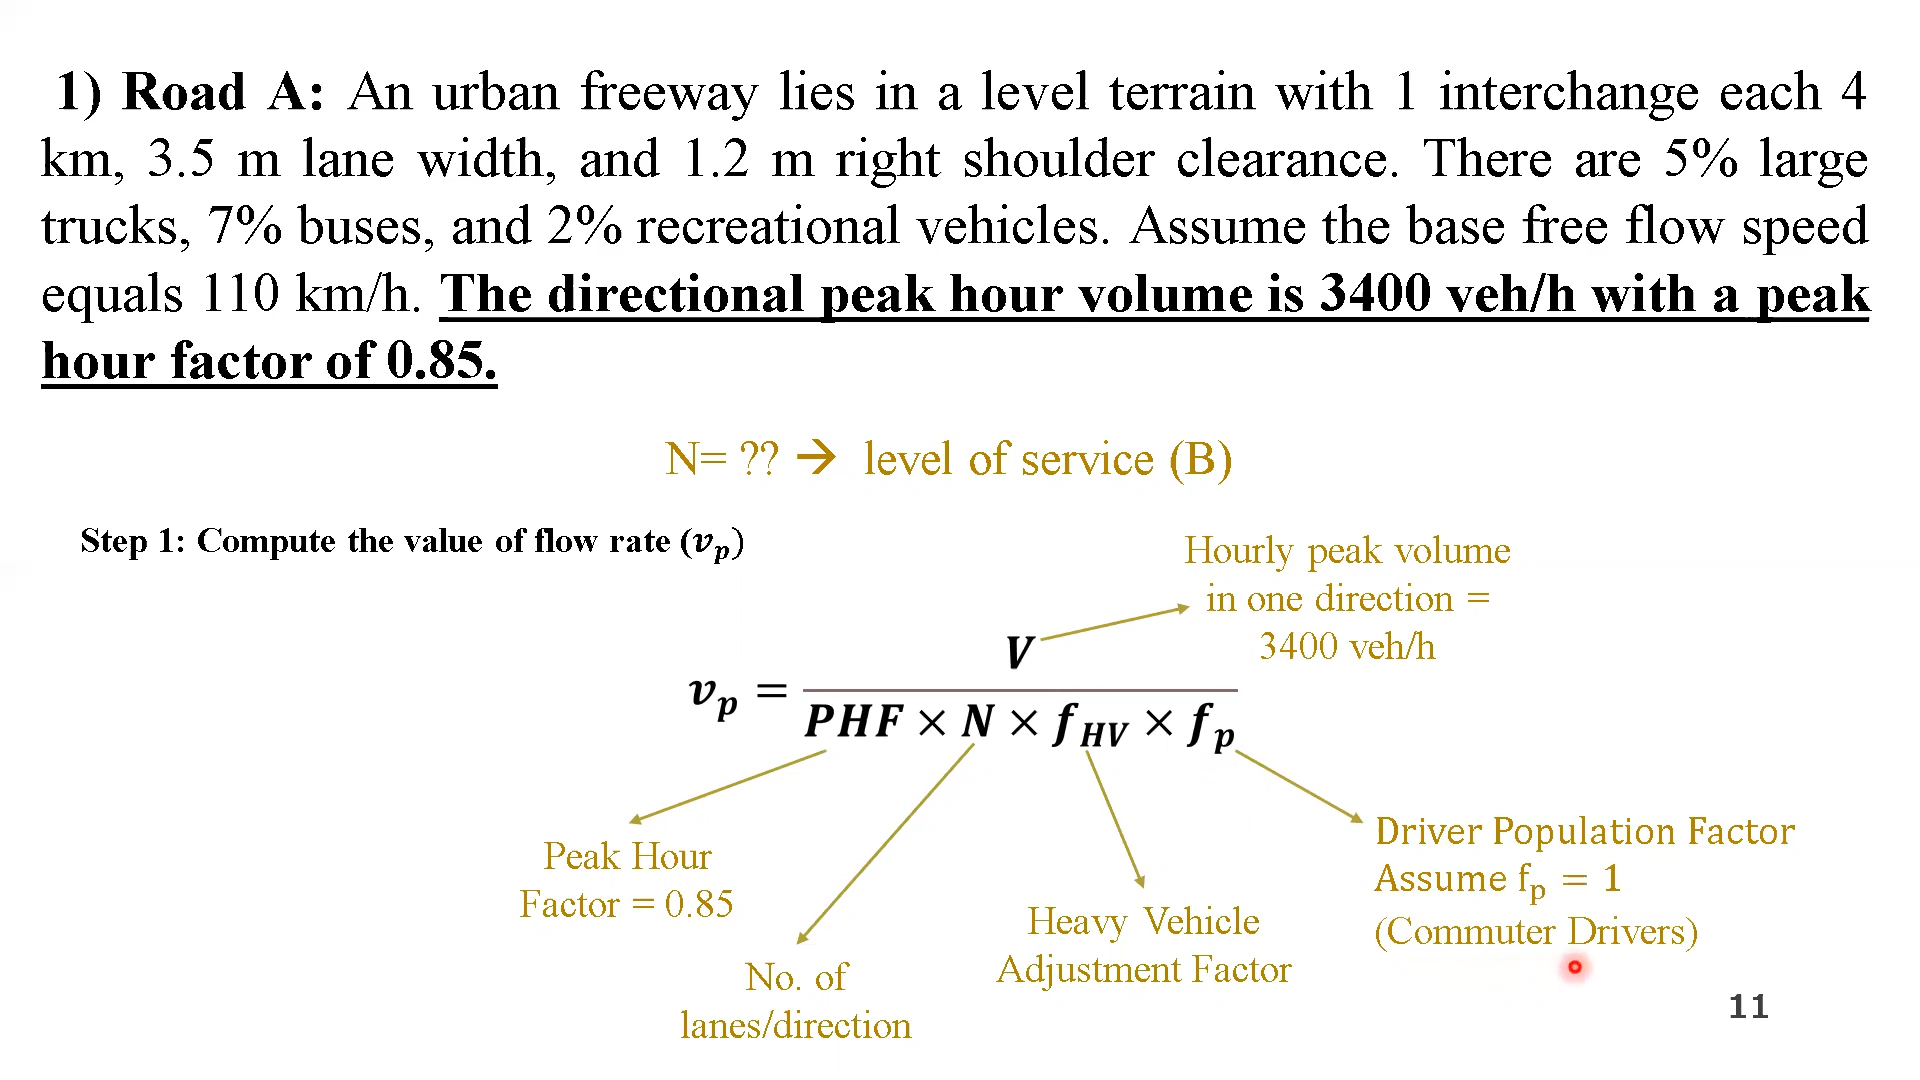 1) Road A: An urban freeway lies in a level terrain with 1 interchange each 4
km, 3.5 m lane width, and 1.2 m right shoulder clearance. There are 5% large
trucks, 7% buses, and 2% recreational vehicles. Assume the base free flow speed
equals 110 km/h. The directional peak hour volume is 3400 veh/h with a peak
hour factor of 0.85.
N= ?? → level of service (B)
Step 1: Compute the value of flow rate (v_p)
Hourly peak volume
in one direction =
3400 veh/h
v_p = V / (PHF × N × f_HV × f_p)
Peak Hour
Factor = 0.85
No. of
lanes/direction
Heavy Vehicle
Adjustment Factor
Driver Population Factor
Assume f_p = 1
(Commuter Drivers)
11